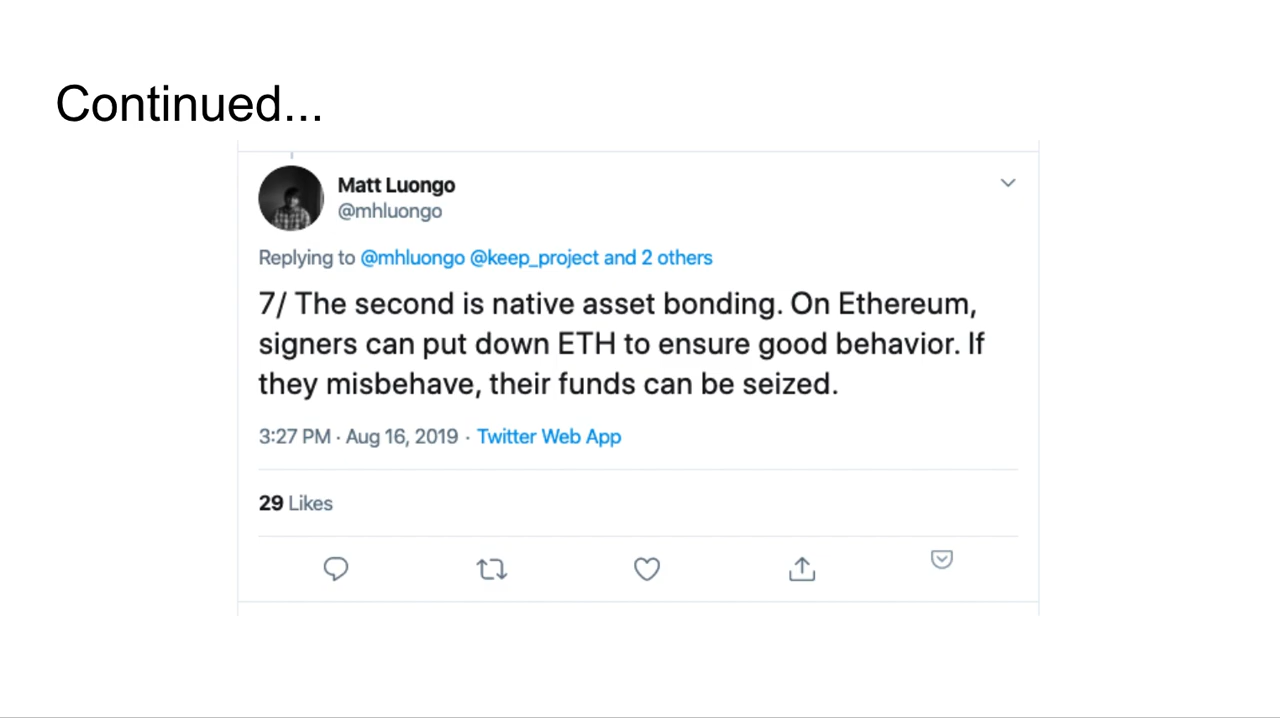 Continued...
Matt Luongo
@mhluongo
Replying to @mhluongo @keep_project and 2 others
7/ The second is native asset bonding. On Ethereum,
signers can put down ETH to ensure good behavior. If
they misbehave, their funds can be seized.
3:27 PM · Aug 16, 2019 · Twitter Web App
29 Likes